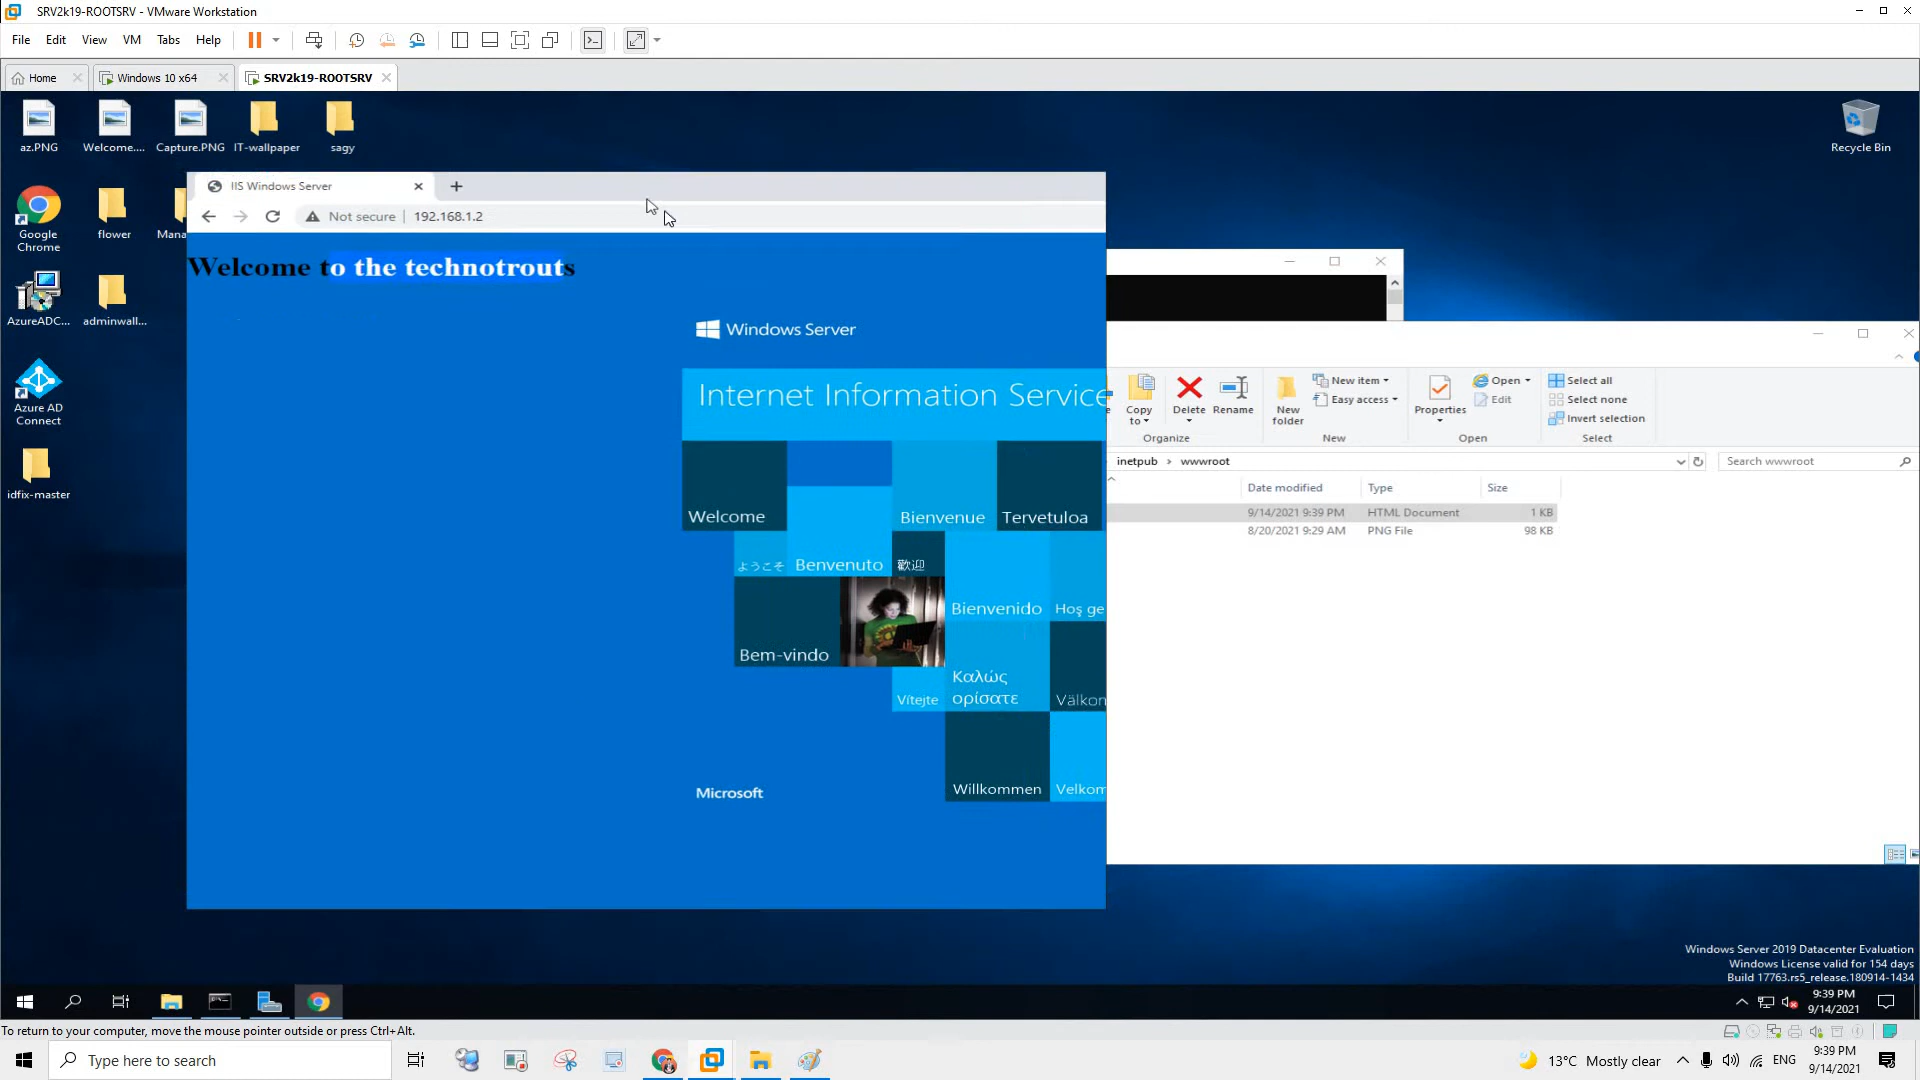 SRV2k19-ROOTSRV - VMware Workstation
File Edit View VM Tabs Help
Home Windows 10 x64 SRV2k19-ROOTSRV
az.PNG Welcome.... Capture.PNG IT-wallpaper sagy Recycle Bin
IIS Windows Server
Not secure 192.168.1.2
Google Chrome flower Mana
Welcome to the technotrouts
AzureADC... adminwall...
Windows Server
Internet Information Service
Copy to Delete Rename New folder New item Easy access Properties Open Edit Select all Select none Invert selection
Organize New Open Select
Azure AD Connect
inetpub wwwroot Search wwwroot
Date modified Type Size
idfix-master
9/14/2021 9:39 PM HTML Document 1 KB
8/20/2021 9:29 AM PNG File 98 KB
Welcome Bienvenue Tervetuloa
ようこそ Benvenuto 歡迎
Bienvenido Hoş ge
Bem-vindo
Καλώς ορίσατε
Vítejte Välkon
Willkommen Velkom
Microsoft
Windows Server 2019 Datacenter Evaluation
Windows License valid for 154 days
Build 17763.rs5_release.180914-1434
9:39 PM
9/14/2021
To return to your computer, move the mouse pointer outside or press Ctrl+Alt.
Type here to search 13°C Mostly clear ENG 9:39 PM
9/14/2021